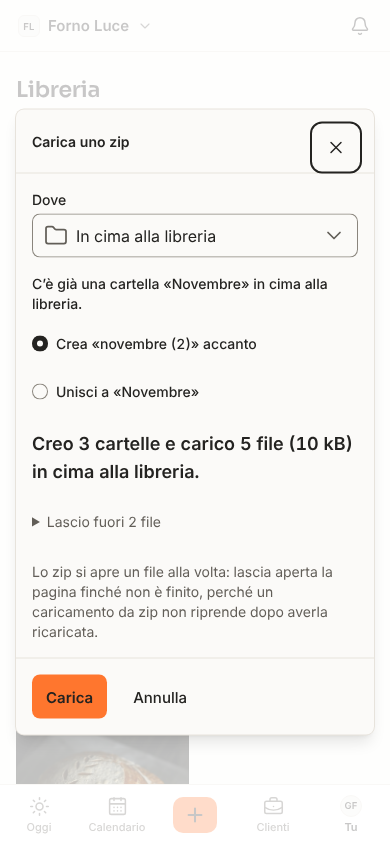 FL Forno Luce
Libreria
Carica uno zip
Dove
In cima alla libreria
C’è già una cartella «Novembre» in cima alla
libreria.
Crea «novembre (2)» accanto
Unisci a «Novembre»
Creo 3 cartelle e carico 5 file (10 kB)
in cima alla libreria.
Lascio fuori 2 file
Lo zip si apre un file alla volta: lascia aperta la
pagina finché non è finito, perché un
caricamento da zip non riprende dopo averla
ricaricata.
Carica Annulla
GF
Oggi Calendario Clienti Tu